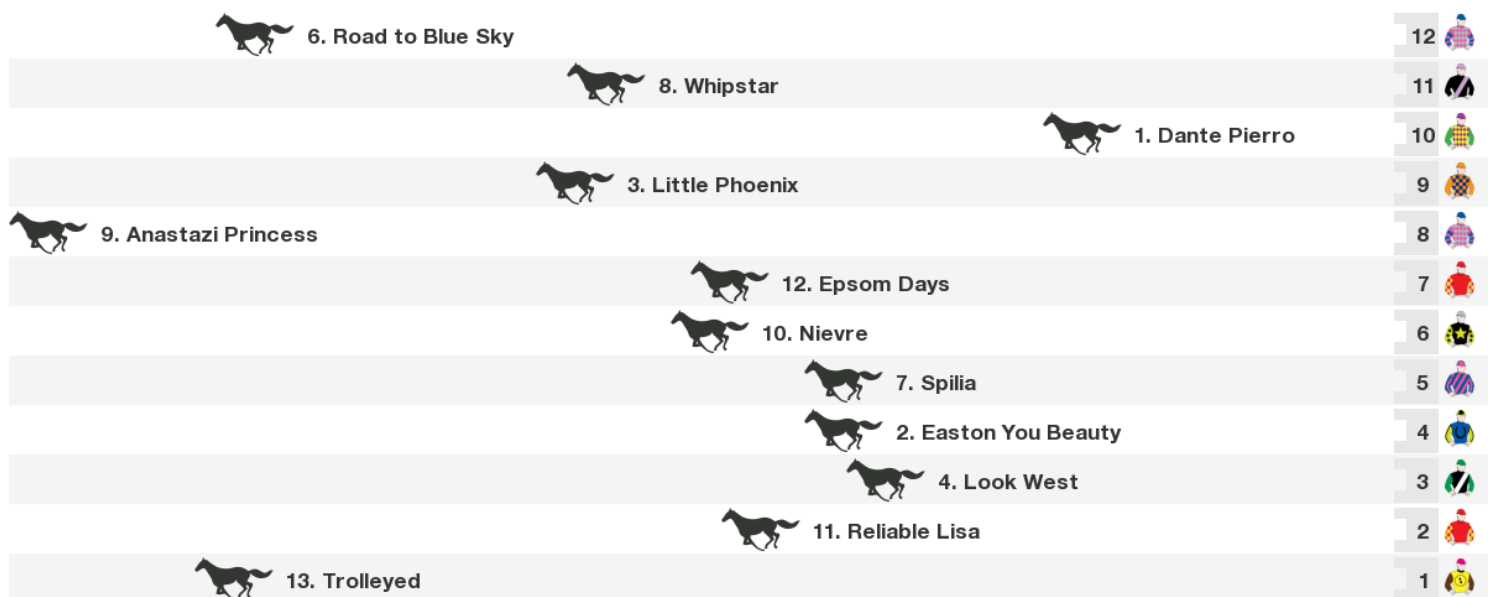 6. Road to Blue Sky 12
8. Whipstar 11
1. Dante Pierro 10
3. Little Phoenix 9
9. Anastazi Princess 8
12. Epsom Days 7
10. Nievre 6
7. Spilia 5
2. Easton You Beauty 4
4. Look West 3
11. Reliable Lisa 2
13. Trolleyed 1